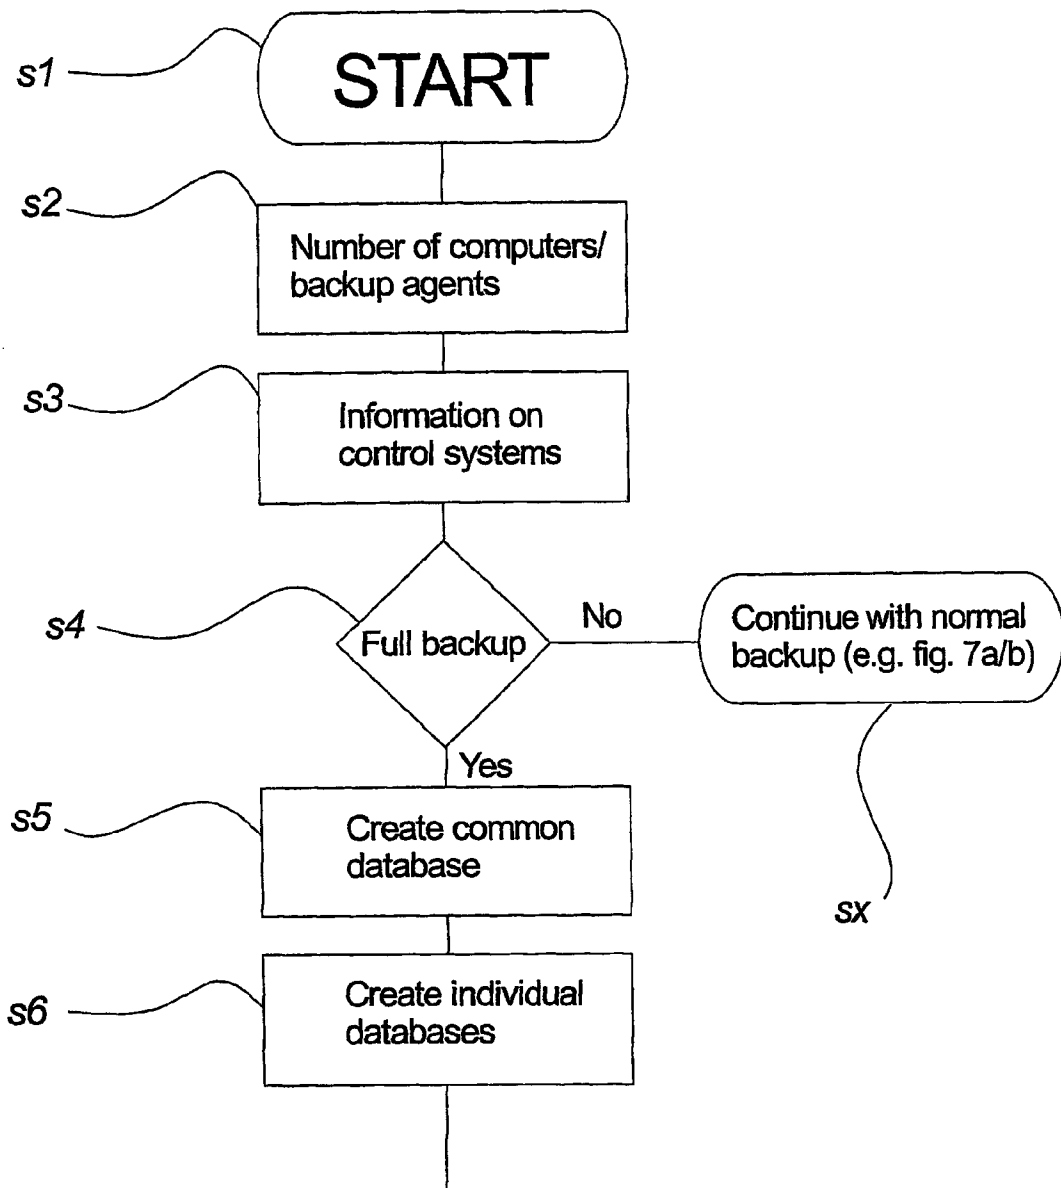 s1
START
s2
Number of computers/
backup agents
s3
Information on
control systems
s4
Full backup
No
Continue with normal
backup (e.g. fig. 7a/b)
Yes
s5
Create common
database
sx
s6
Create individual
databases